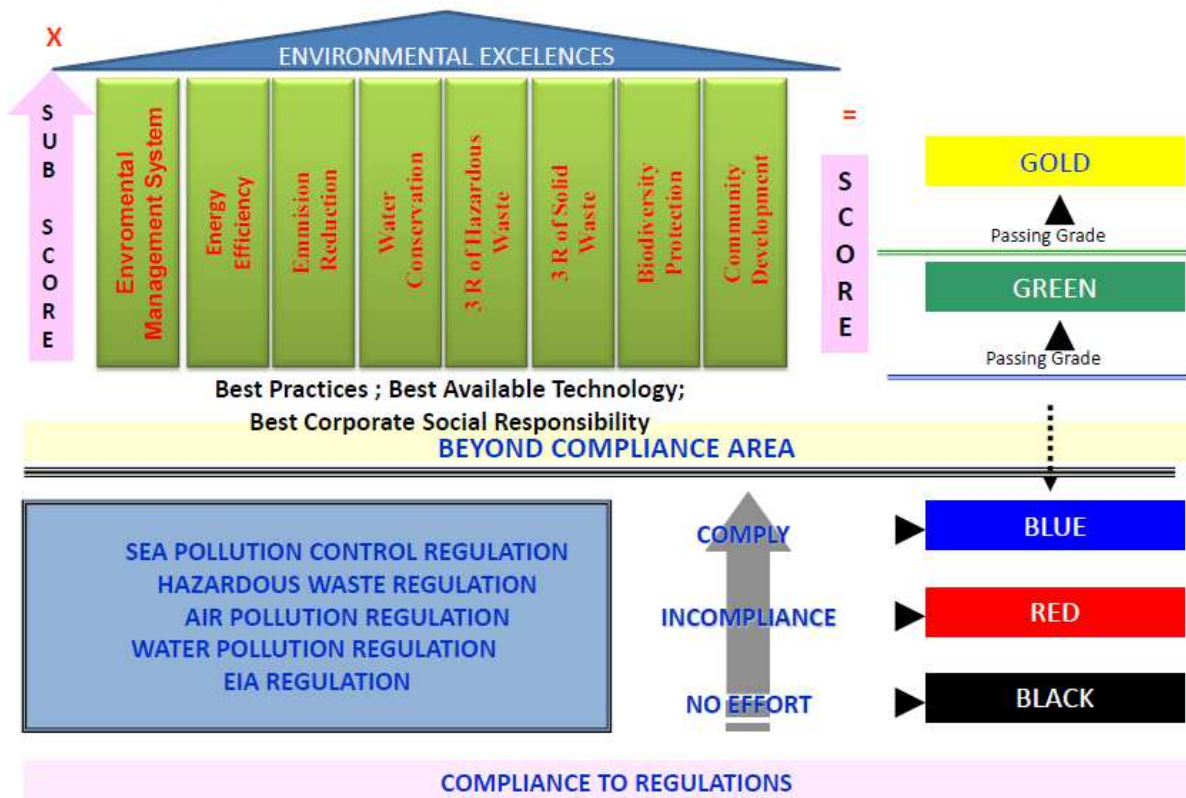 X
ENVIRONMENTAL EXCELENCES
SUB SCORE
Enviromental
Management System
Energy
Efficiency
Emmision
Reduction
Water
Conservation
3 R of Hazardous
Waste
3 R of Solid
Waste
Biodiversity
Protection
Community
Development
=
SCORE
GOLD
Passing Grade
GREEN
Passing Grade
Best Practices ; Best Available Technology;
Best Corporate Social Responsibility
BEYOND COMPLIANCE AREA
SEA POLLUTION CONTROL REGULATION
HAZARDOUS WASTE REGULATION
AIR POLLUTION REGULATION
WATER POLLUTION REGULATION
EIA REGULATION
COMPLY
BLUE
INCOMPLIANCE
RED
NO EFFORT
BLACK
COMPLIANCE TO REGULATIONS